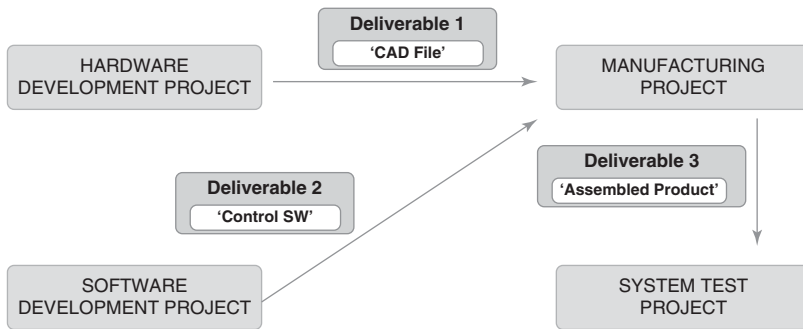 Deliverable 1
‘CAD File’
HARDWARE
DEVELOPMENT PROJECT
MANUFACTURING
PROJECT
Deliverable 2
‘Control SW’
Deliverable 3
‘Assembled Product’
SOFTWARE
DEVELOPMENT PROJECT
SYSTEM TEST
PROJECT